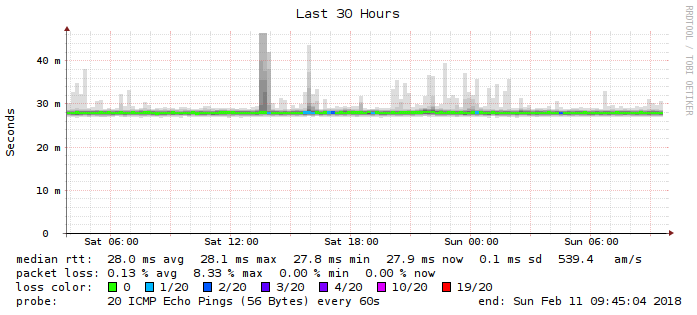 Last 30 Hours
RRDTOOL / TOBI OETIKER
Seconds
40 m
30 m
20 m
10 m
0
Sat 06:00 Sat 12:00 Sat 18:00 Sun 00:00 Sun 06:00
median rtt: 28.0 ms avg 28.1 ms max 27.8 ms min 27.9 ms now 0.1 ms sd 539.4 am/s
packet loss: 0.13 % avg 8.33 % max 0.00 % min 0.00 % now
loss color: 0 1/20 2/20 3/20 4/20 10/20 19/20
probe: 20 ICMP Echo Pings (56 Bytes) every 60s end: Sun Feb 11 09:45:04 2018